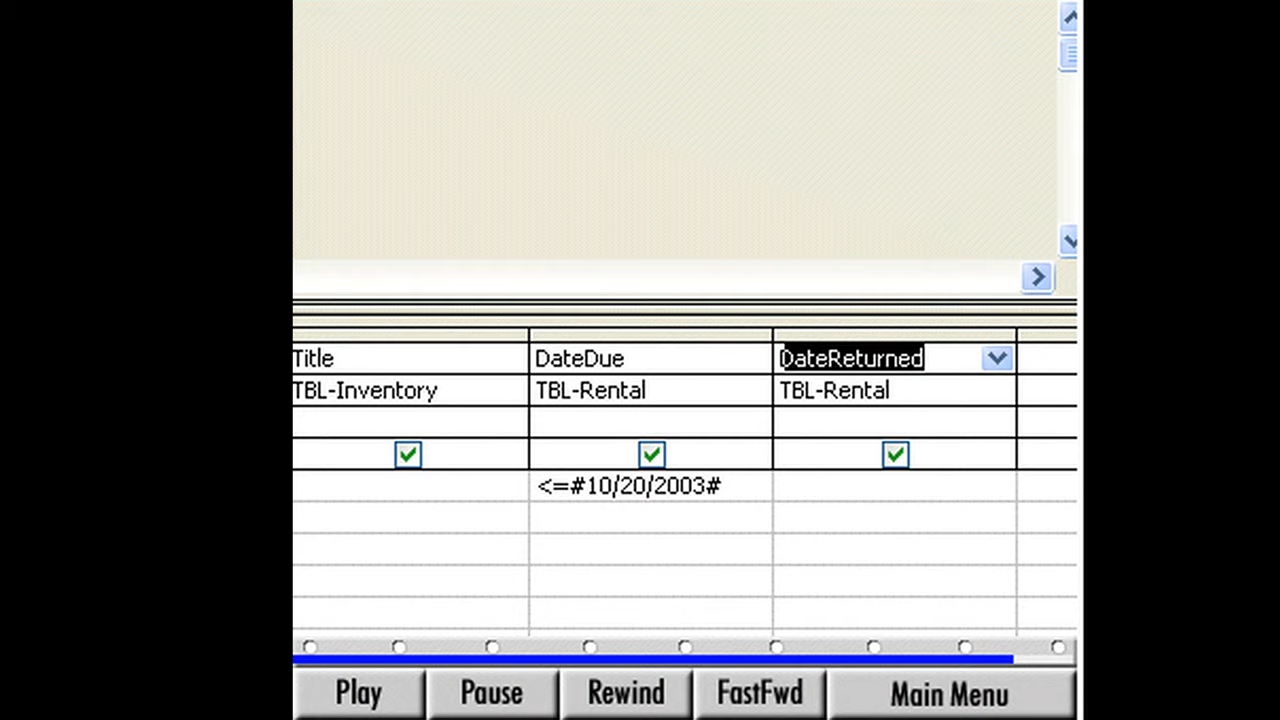 Title DateDue DateReturned
TBL-Inventory TBL-Rental TBL-Rental
<=#10/20/2003#
Play Pause Rewind FastFwd Main Menu